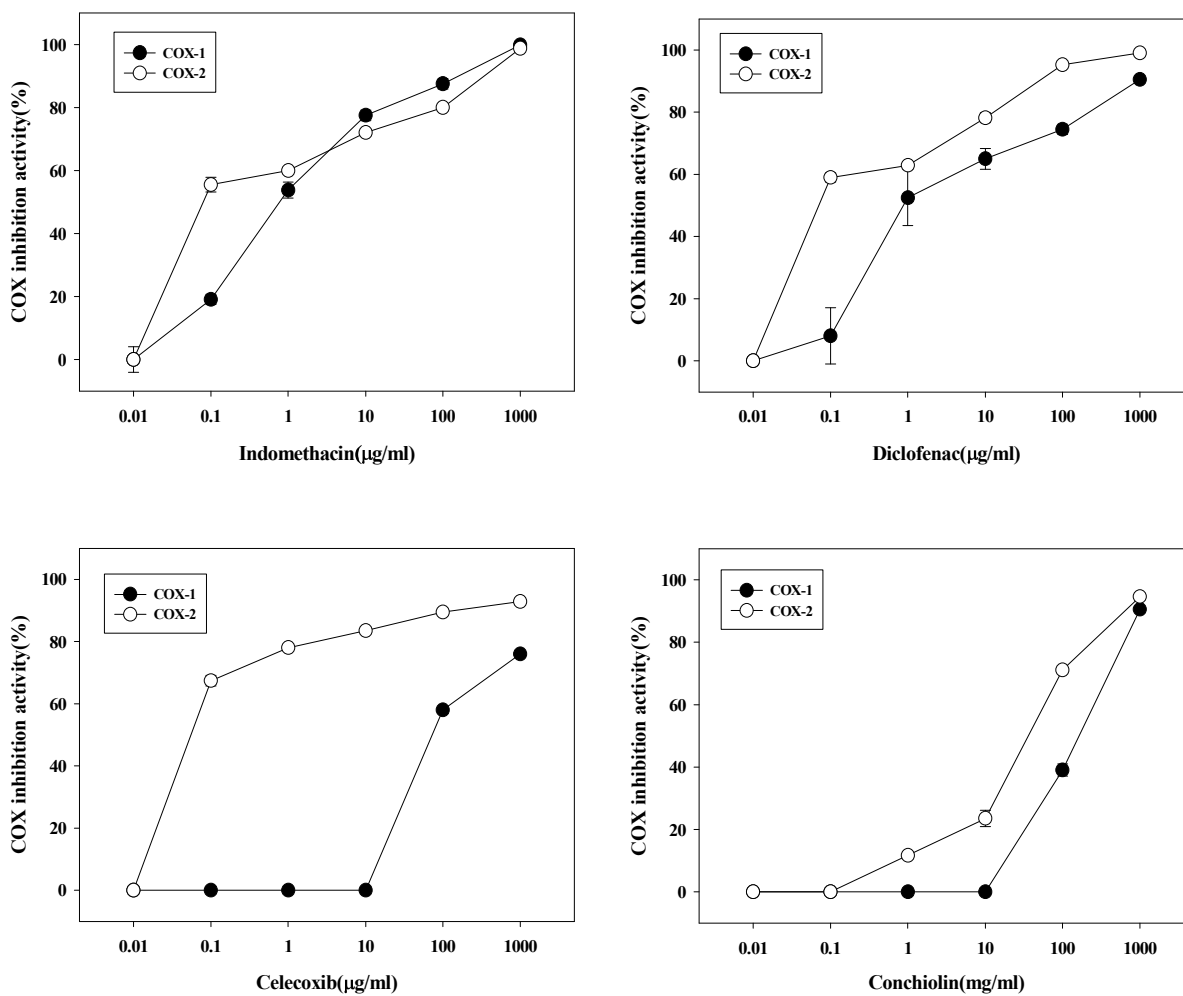 COX inhibition activity(%)
100
80
60
40
20
0
COX-1
COX-2
0.01 0.1 1 10 100 1000
Indomethacin(μg/ml)
COX inhibition activity(%)
100
80
60
40
20
0
COX-1
COX-2
0.01 0.1 1 10 100 1000
Diclofenac(μg/ml)
COX inhibition activity(%)
100
80
60
40
20
0
COX-1
COX-2
0.01 0.1 1 10 100 1000
Celecoxib(μg/ml)
COX inhibition activity(%)
100
80
60
40
20
0
COX-1
COX-2
0.01 0.1 1 10 100 1000
Conchiolin(mg/ml)